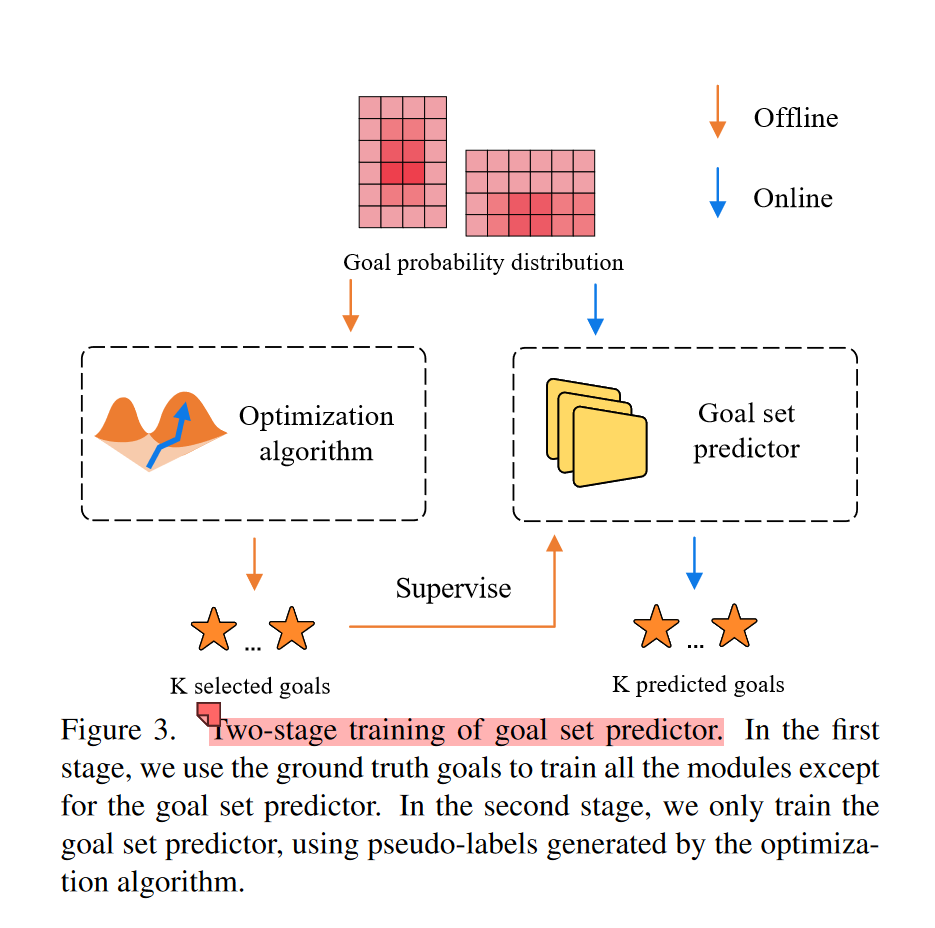 Offline
Online
Goal probability distribution
Optimization
algorithm
Goal set
predictor
Supervise
...
...
K selected goals
K predicted goals
Figure 3. Two-stage training of goal set predictor. In the first
stage, we use the ground truth goals to train all the modules except
for the goal set predictor. In the second stage, we only train the
goal set predictor, using pseudo-labels generated by the optimiza-
tion algorithm.